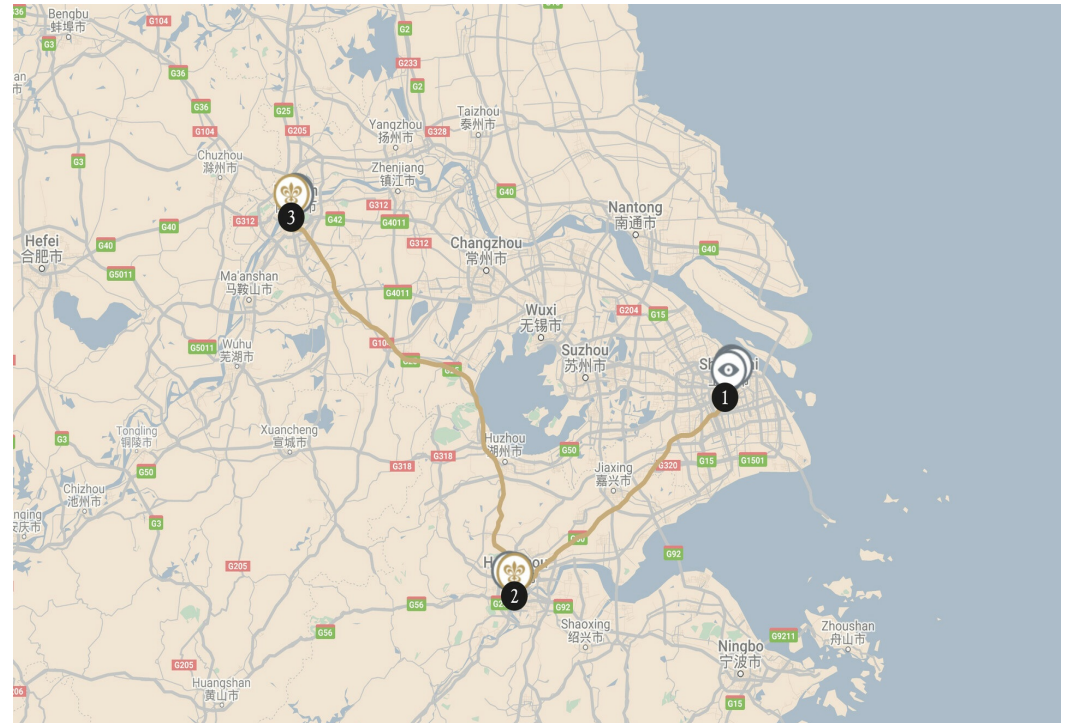 G36
Bengbu
蚌埠市
G3
G104
G2
G233
G2
G36
G36
G104
G25
G205
Taizhou
泰州市
Yangzhou
扬州市
G328
Chuzhou
滁州市
G3
Zhenjiang
镇江市
G40
G312
G312
G42
G4011
G312
3
G40
Nantong
南通市
G40
Hefei
合肥市
G40
G5011
Changzhou
常州市
Ma'anshan
马鞍山市
G4011
G204
G15
Wuxi
无锡市
G5011
Wuhu
芜湖市
Suzhou
苏州市
1
Tongling
铜陵市
G3
G50
Xuancheng
宣城市
Huzhou
湖州市
G318
G318
G50
G320
G15
G1501
Jiaxing
嘉兴市
Chizhou
池州市
G3
G92
G205
2
G56
G56
G92
Shaoxing
绍兴市
G9211
Zhoushan
舟山市
Ningbo
宁波市
G15
G205
Huangshan
黄山市